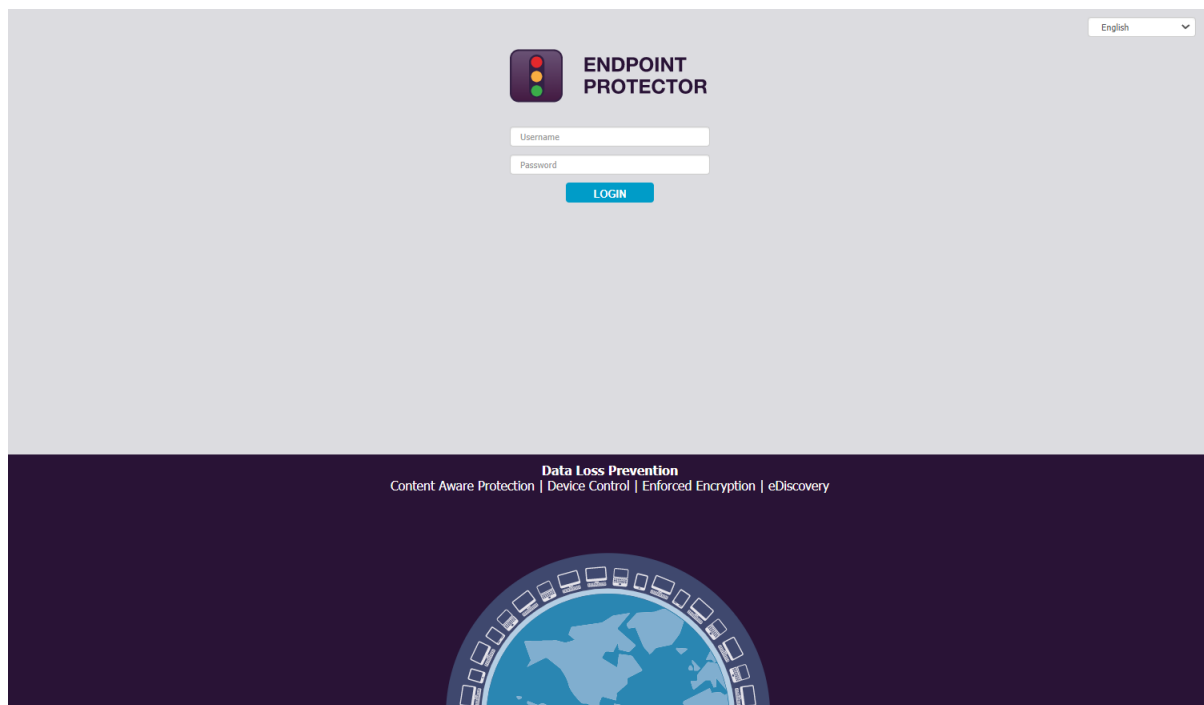 English
ENDPOINT
PROTECTOR
Username
Password
LOGIN
Data Loss Prevention
Content Aware Protection | Device Control | Enforced Encryption | eDiscovery